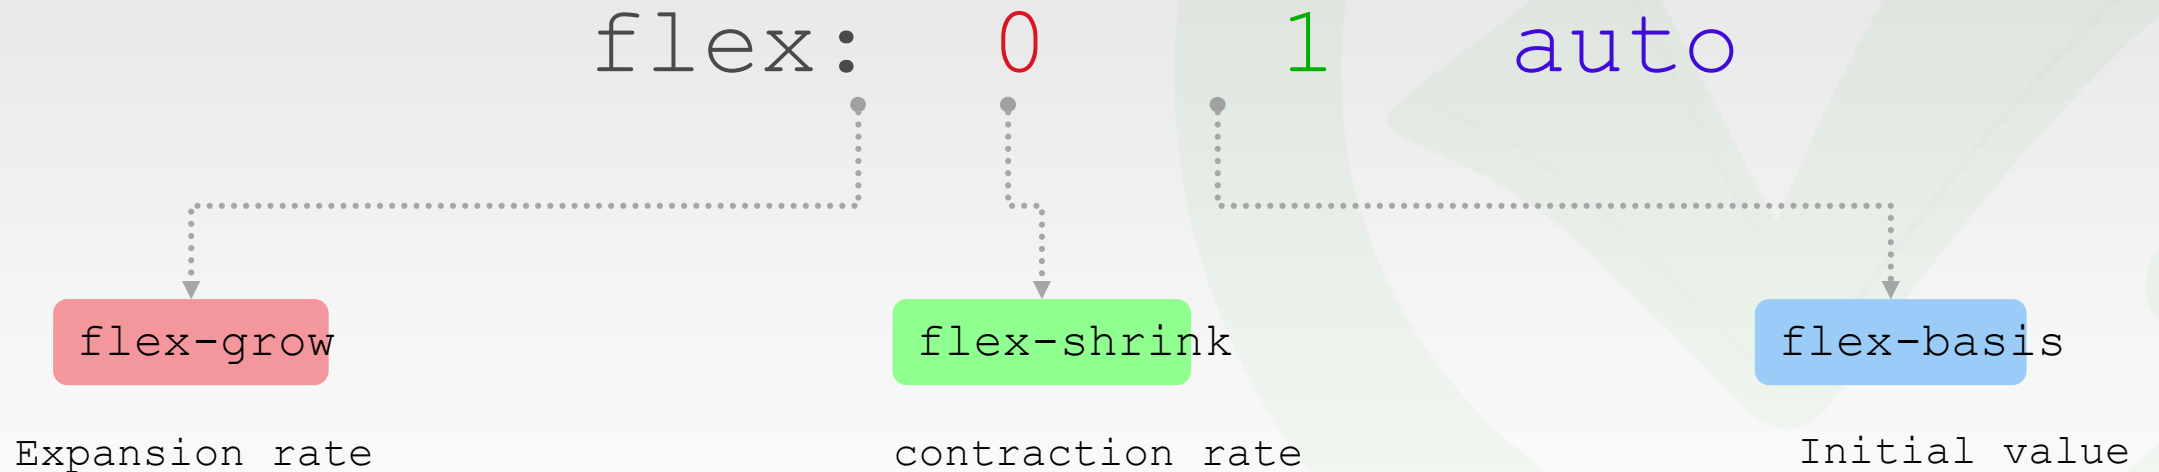 flex: 0 1 auto
flex-grow flex-shrink flex-basis
Expansion rate contraction rate Initial value